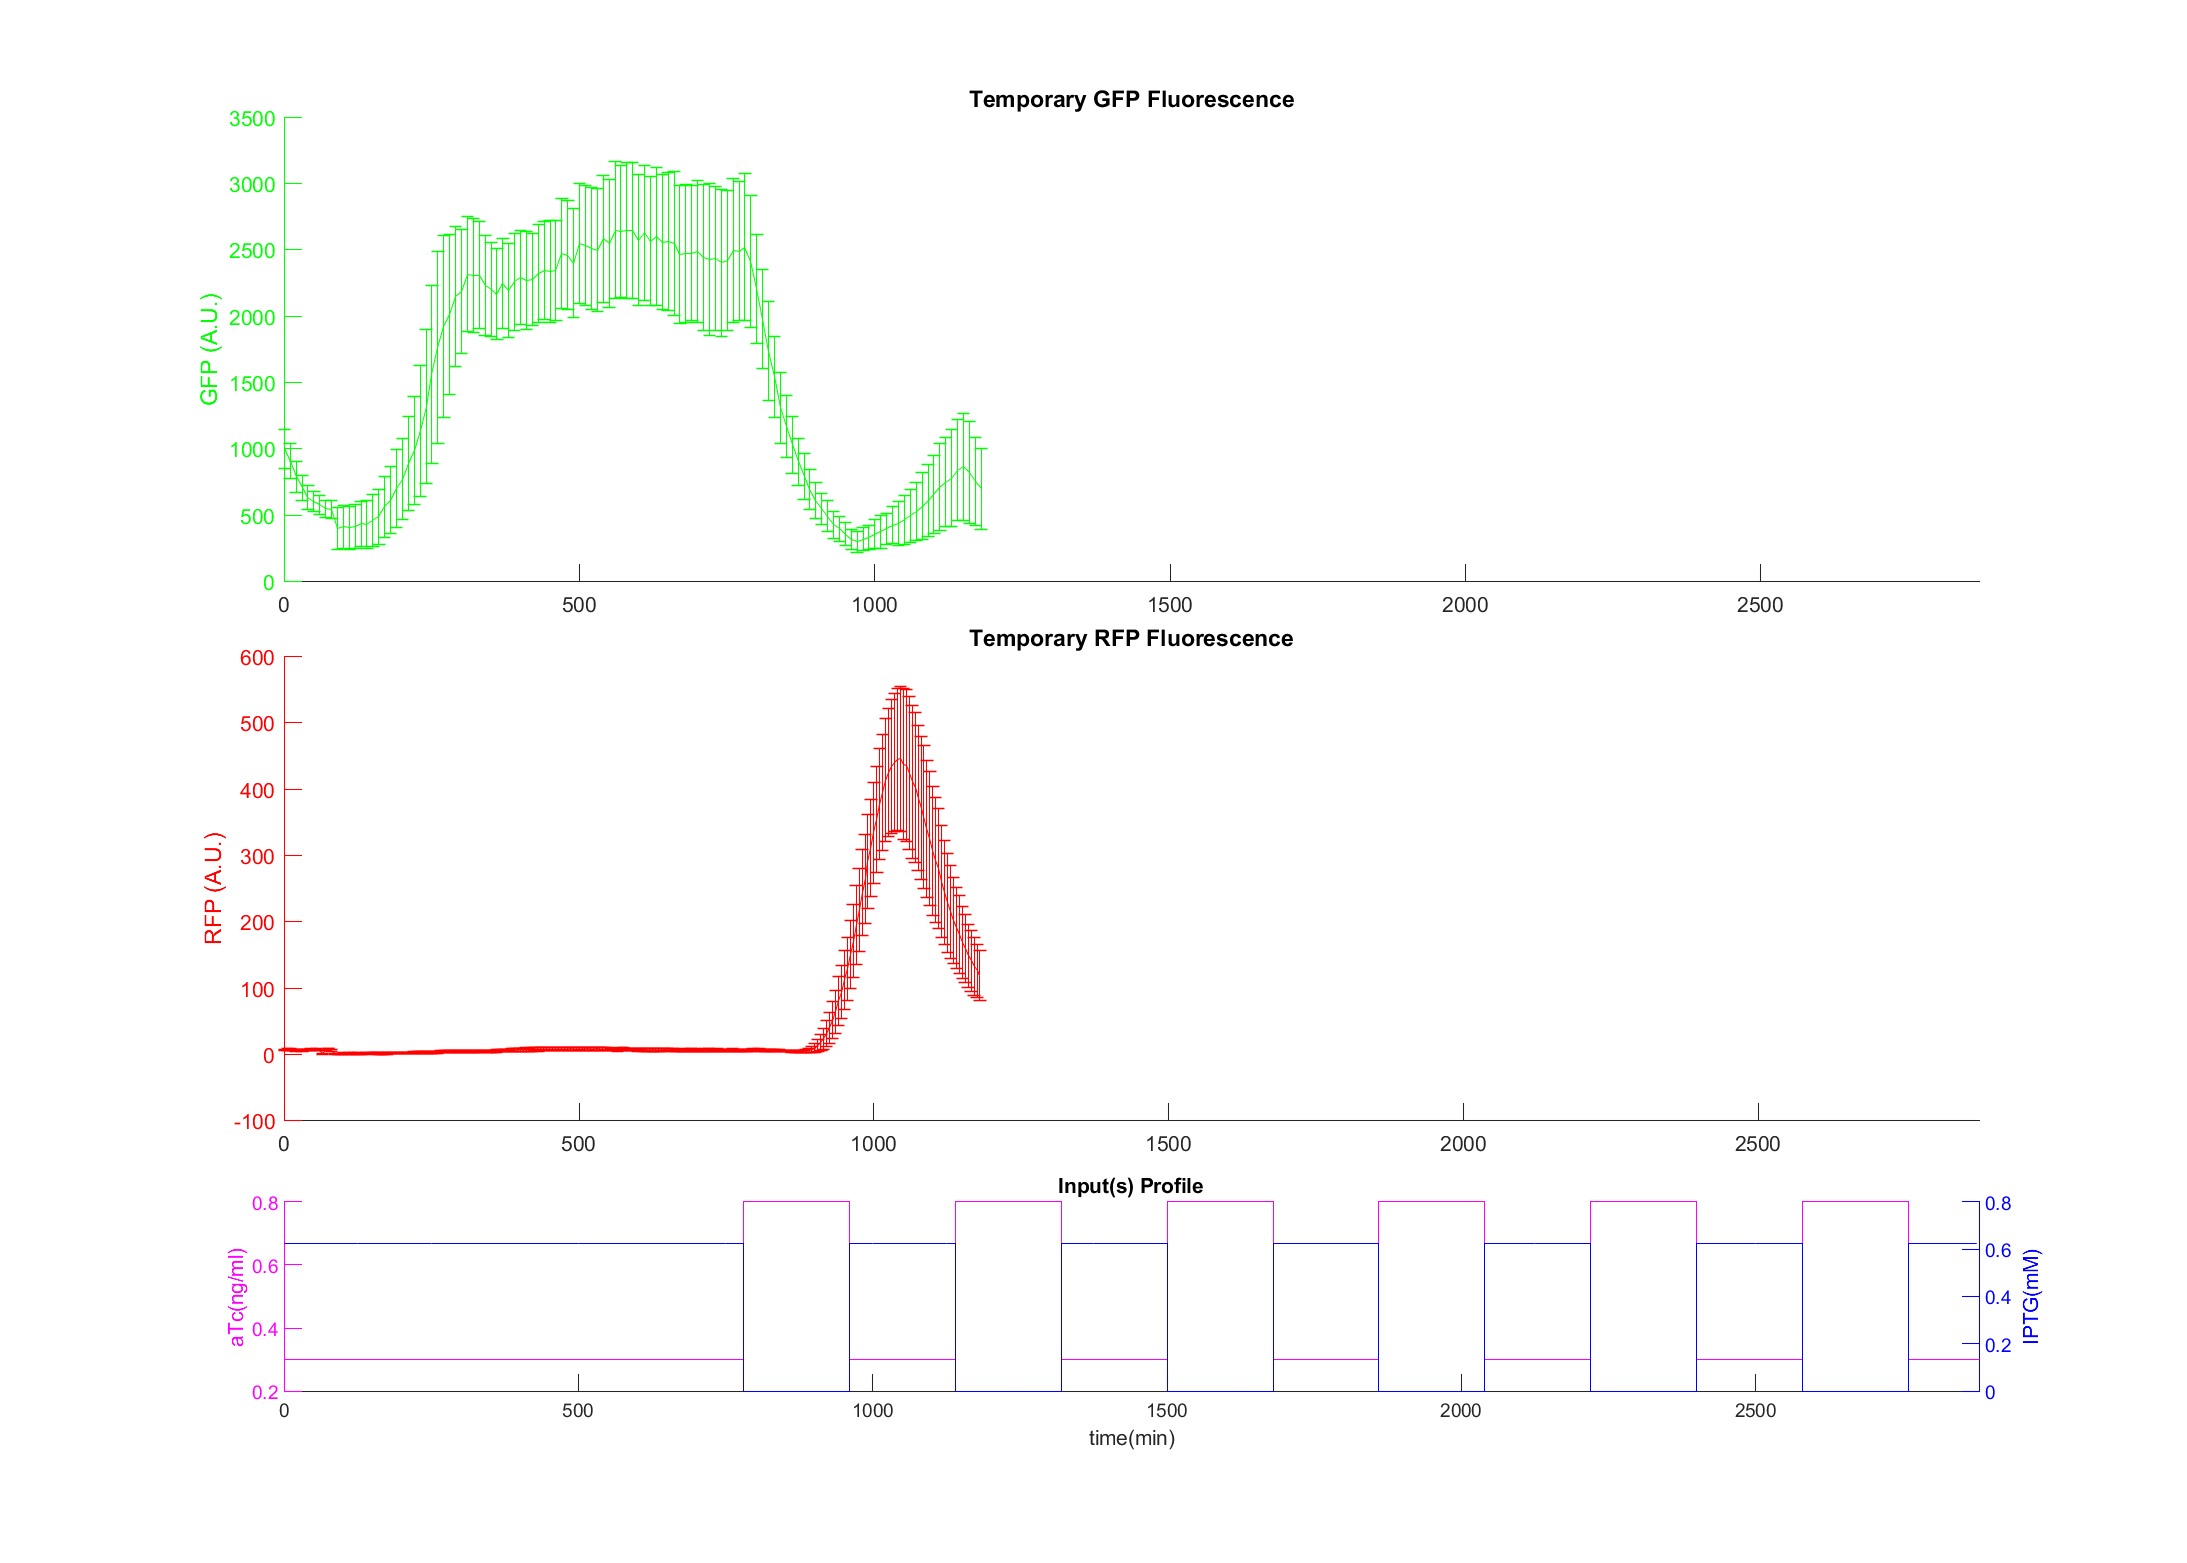 Temporary GFP Fluorescence
3500
3000
2500
2000
1500
1000
500
0
GFP (A.U.)
0 500 1000 1500 2000 2500
Temporary RFP Fluorescence
600
500
400
300
200
100
0
-100
RFP (A.U.)
0 500 1000 1500 2000 2500
Input(s) Profile
0.8
0.6
0.4
0.2
aTc(ng/ml)
0.8
0.6
0.4
0.2
0
IPTG(mM)
0 500 1000 1500 2000 2500
time(min)